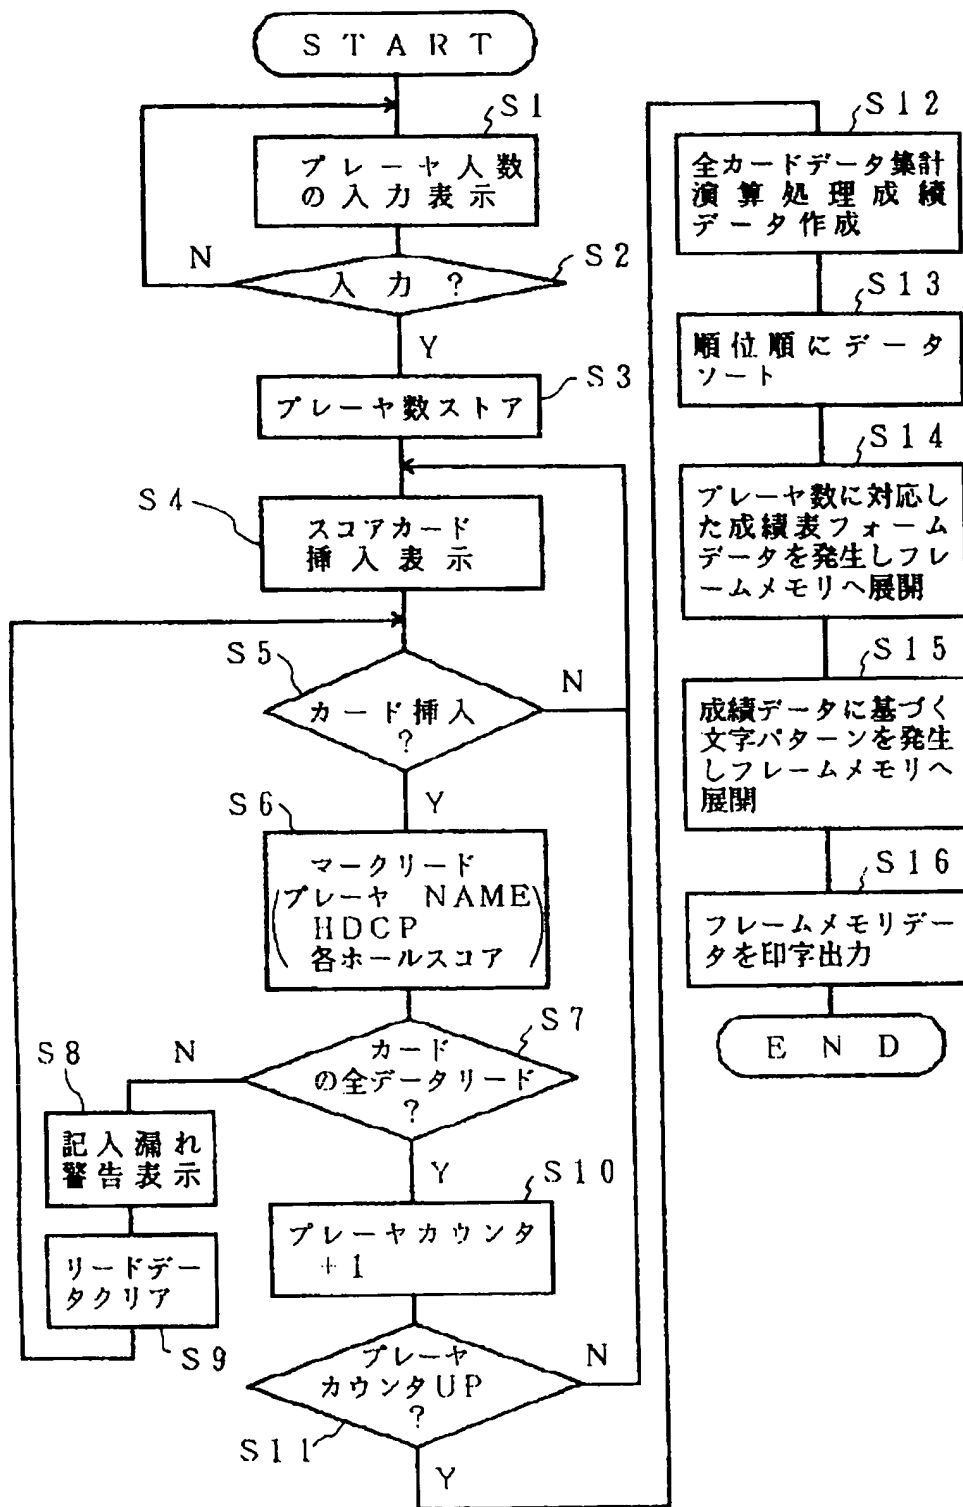 START
S1
プレーヤ人数
の入力表示
S2
入力?
N
Y
S3
プレーヤ数ストア
S4
スコアカード
挿入表示
S5
カード挿入
?
N
Y
S6
マークリード
(プレーヤ NAME
HDCP
各ホールスコア)
S7
カード
の全データリード
?
N
Y
S8
記入漏れ
警告表示
リードデー
タクリア
S9
S10
プレーヤカウンタ
+1
プレーヤ
カウンタUP
?
S11
N
Y
S12
全カードデータ集計
演算処理成績
データ作成
S13
順位順にデータ
ソート
S14
プレーヤ数に対応し
た成績表フォーム
データを発生しフレ
ームメモリへ展開
S15
成績データに基づく
文字パターンを発生
しフレームメモリへ
展開
S16
フレームメモリデー
タを印字出力
END